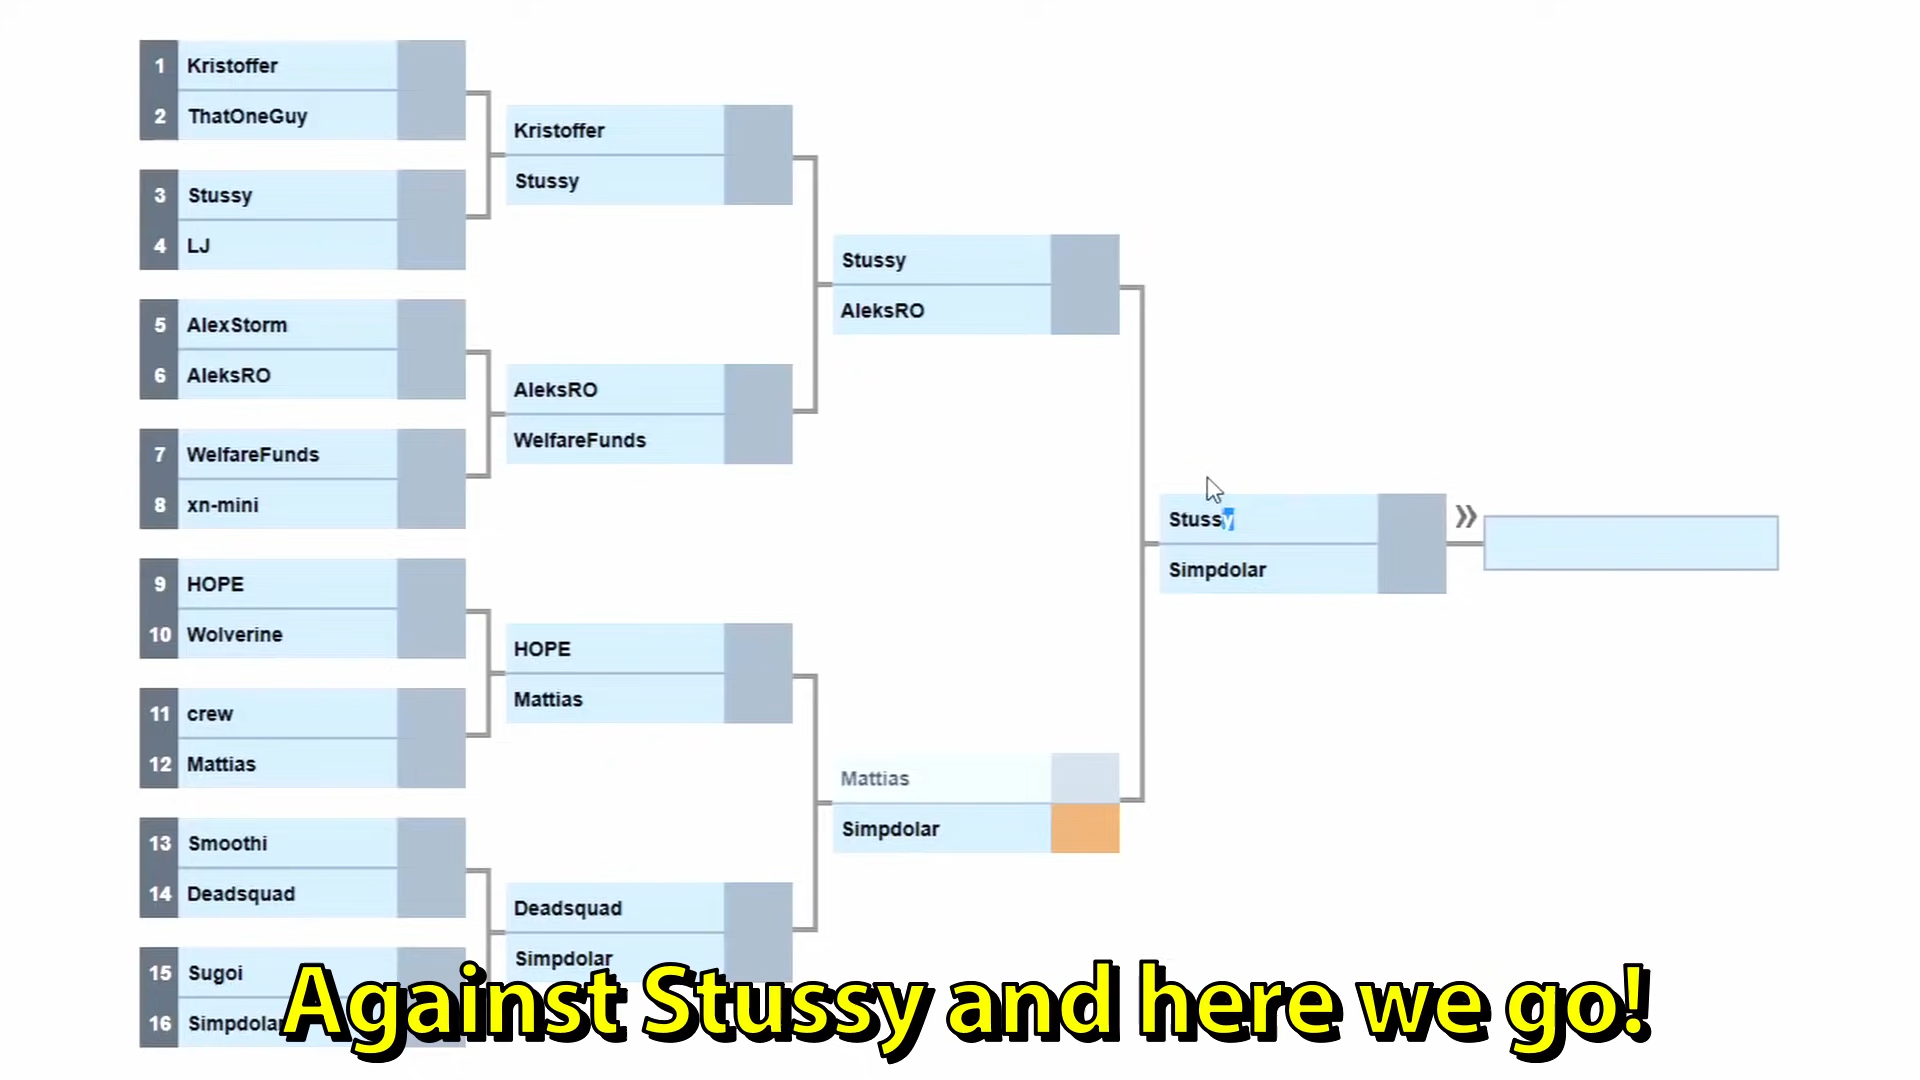 1 Kristoffer
2 ThatOneGuy
3 Stussy
4 LJ
5 AlexStorm
6 AleksRO
7 WelfareFunds
8 xn-mini
9 HOPE
10 Wolverine
11 crew
12 Mattias
13 Smoothi
14 Deadsquad
15 Sugoi
16 Simpdolar
Kristoffer
Stussy
AleksRO
WelfareFunds
HOPE
Mattias
Deadsquad
Simpdolar
Stussy
AleksRO
Mattias
Simpdolar
Stussy
Simpdolar
»
Against Stussy and here we go!